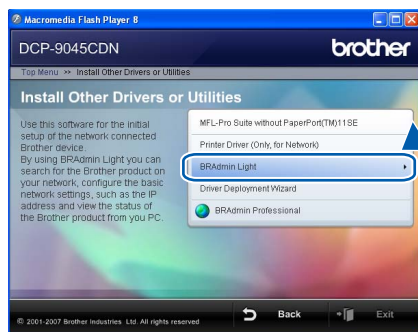 Macromedia Flash Player 8
DCP-9045CDN
brother
Top Menu >> Install Other Drivers or Utilities
Install Other Drivers or Utilities
Use this software for the initial
setup of the network connected
Brother device.
By using BRAdmin Light you can
search for the Brother product on
your network, configure the basic
network settings, such as the IP
address and view the status of
the Brother product from you PC.
MFL-Pro Suite without PaperPort(TM)11SE
Printer Driver (Only, for Network)
BRAdmin Light
Driver Deployment Wizard
BRAdmin Professional
© 2001-2007 Brother Industries Ltd. All rights reserved
Back
Exit